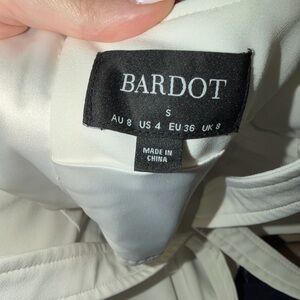 BARDOT
S
AU 8 US 4 EU 36 UK 8
MADE IN
CHINA